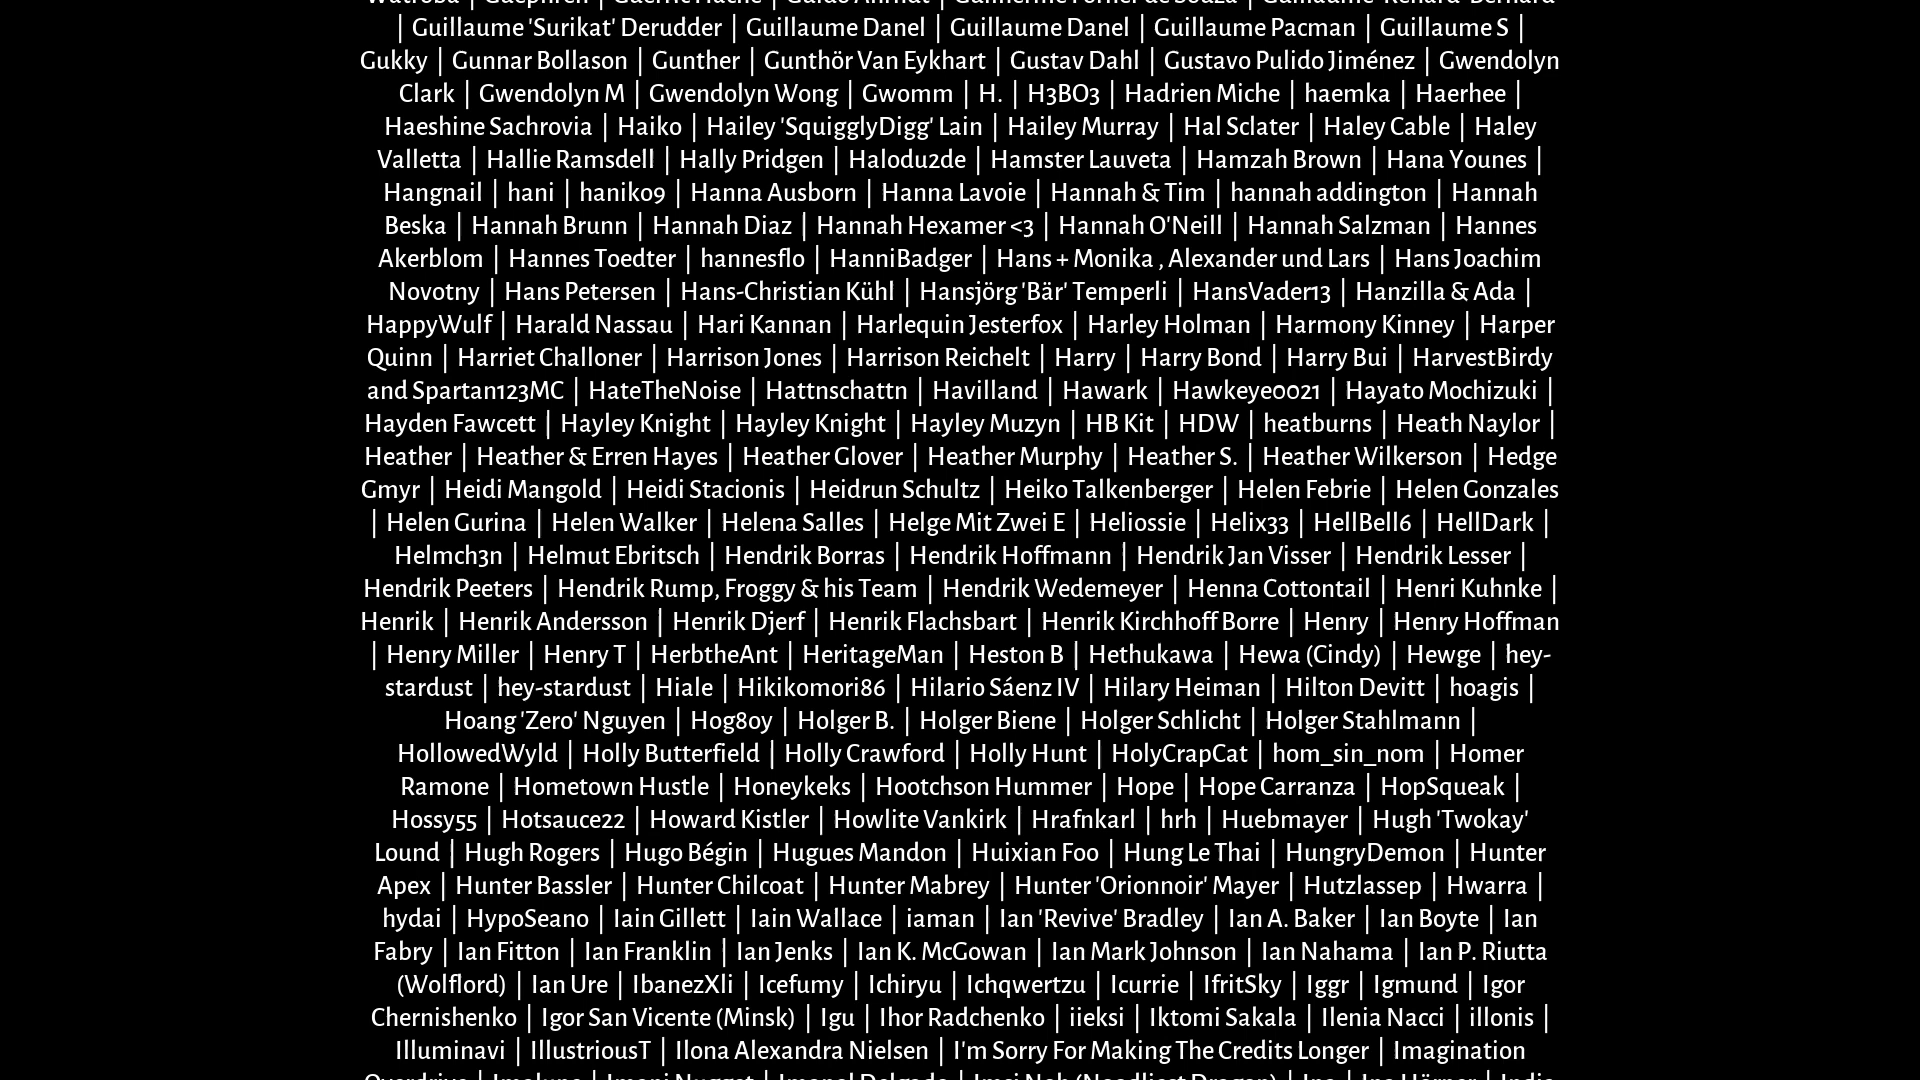 | Guillaume 'Surikat' Derudder | Guillaume Danel | Guillaume Danel | Guillaume Pacman | Guillaume S |
Gukky | Gunnar Bollason | Gunther | Gunthör Van Eykhart | Gustav Dahl | Gustavo Pulido Jiménez | Gwendolyn
Clark | Gwendolyn M | Gwendolyn Wong | Gwomm | H. | H3BO3 | Hadrien Miche | haemka | Haerhee |
Haeshine Sachrovia | Haiko | Hailey 'SquigglyDigg' Lain | Hailey Murray | Hal Sclater | Haley Cable | Haley
Valletta | Hallie Ramsdell | Hally Pridgen | Halodu2de | Hamster Lauveta | Hamzah Brown | Hana Younes |
Hangnail | hani | haniko9 | Hanna Ausborn | Hanna Lavoie | Hannah & Tim | hannah addington | Hannah
Beska | Hannah Brunn | Hannah Diaz | Hannah Hexamer <3 | Hannah O'Neill | Hannah Salzman | Hannes
Akerblom | Hannes Toedter | hannesflo | HanniBadger | Hans + Monika , Alexander und Lars | Hans Joachim
Novotny | Hans Petersen | Hans-Christian Kühl | Hansjörg 'Bär' Temperli | HansVader13 | Hanzilla & Ada |
HappyWulf | Harald Nassau | Hari Kannan | Harlequin Jesterfox | Harley Holman | Harmony Kinney | Harper
Quinn | Harriet Challoner | Harrison Jones | Harrison Reichelt | Harry | Harry Bond | Harry Bui | HarvestBirdy
and Spartan123MC | HateTheNoise | Hattnschattn | Havilland | Hawark | Hawkeye0021 | Hayato Mochizuki |
Hayden Fawcett | Hayley Knight | Hayley Knight | Hayley Muzyn | HB Kit | HDW | heatburns | Heath Naylor |
Heather | Heather & Erren Hayes | Heather Glover | Heather Murphy | Heather S. | Heather Wilkerson | Hedge
Gmyr | Heidi Mangold | Heidi Stacionis | Heidrun Schultz | Heiko Talkenberger | Helen Febrie | Helen Gonzales
| Helen Gurina | Helen Walker | Helena Salles | Helge Mit Zwei E | Heliossie | Helix33 | HellBell6 | HellDark |
Helmch3n | Helmut Ebritsch | Hendrik Borras | Hendrik Hoffmann | Hendrik Jan Visser | Hendrik Lesser |
Hendrik Peeters | Hendrik Rump, Froggy & his Team | Hendrik Wedemeyer | Henna Cottontail | Henri Kuhnke |
Henrik | Henrik Andersson | Henrik Djerf | Henrik Flachsbart | Henrik Kirchhoff Borre | Henry | Henry Hoffman
| Henry Miller | Henry T | HerbtheAnt | HeritageMan | Heston B | Hethukawa | Hewa (Cindy) | Hewge | hey-
stardust | hey-stardust | Hiale | Hikikomori86 | Hilario Sáenz IV | Hilary Heiman | Hilton Devitt | hoagis |
Hoang 'Zero' Nguyen | Hog80y | Holger B. | Holger Biene | Holger Schlicht | Holger Stahlmann |
HollowedWyld | Holly Butterfield | Holly Crawford | Holly Hunt | HolyCrapCat | hom_sin_nom | Homer
Ramone | Hometown Hustle | Honeykeks | Hootchson Hummer | Hope | Hope Carranza | HopSqueak |
Hossy55 | Hotsauce22 | Howard Kistler | Howlite Vankirk | Hrafnkarl | hrh | Huebmayer | Hugh 'Twokay'
Lound | Hugh Rogers | Hugo Bégin | Hugues Mandon | Huixian Foo | Hung Le Thai | HungryDemon | Hunter
Apex | Hunter Bassler | Hunter Chilcoat | Hunter Mabrey | Hunter 'Orionnoir' Mayer | Hutzlassep | Hwarra |
hydai | HypoSeano | Iain Gillett | Iain Wallace | iaman | Ian 'Revive' Bradley | Ian A. Baker | Ian Boyte | Ian
Fabry | Ian Fitton | Ian Franklin | Ian Jenks | Ian K. McGowan | Ian Mark Johnson | Ian Nahama | Ian P. Riutta
(Wolflord) | Ian Ure | IbanezXli | Icefumy | Ichiryu | Ichqwertzu | Icurrie | IfritSky | Iggr | Igmund | Igor
Chernishenko | Igor San Vicente (Minsk) | Igu | Ihor Radchenko | iieksi | Iktomi Sakala | Ilenia Nacci | illonis |
Illuminavi | IllustriousT | Ilona Alexandra Nielsen | I'm Sorry For Making The Credits Longer | Imagination